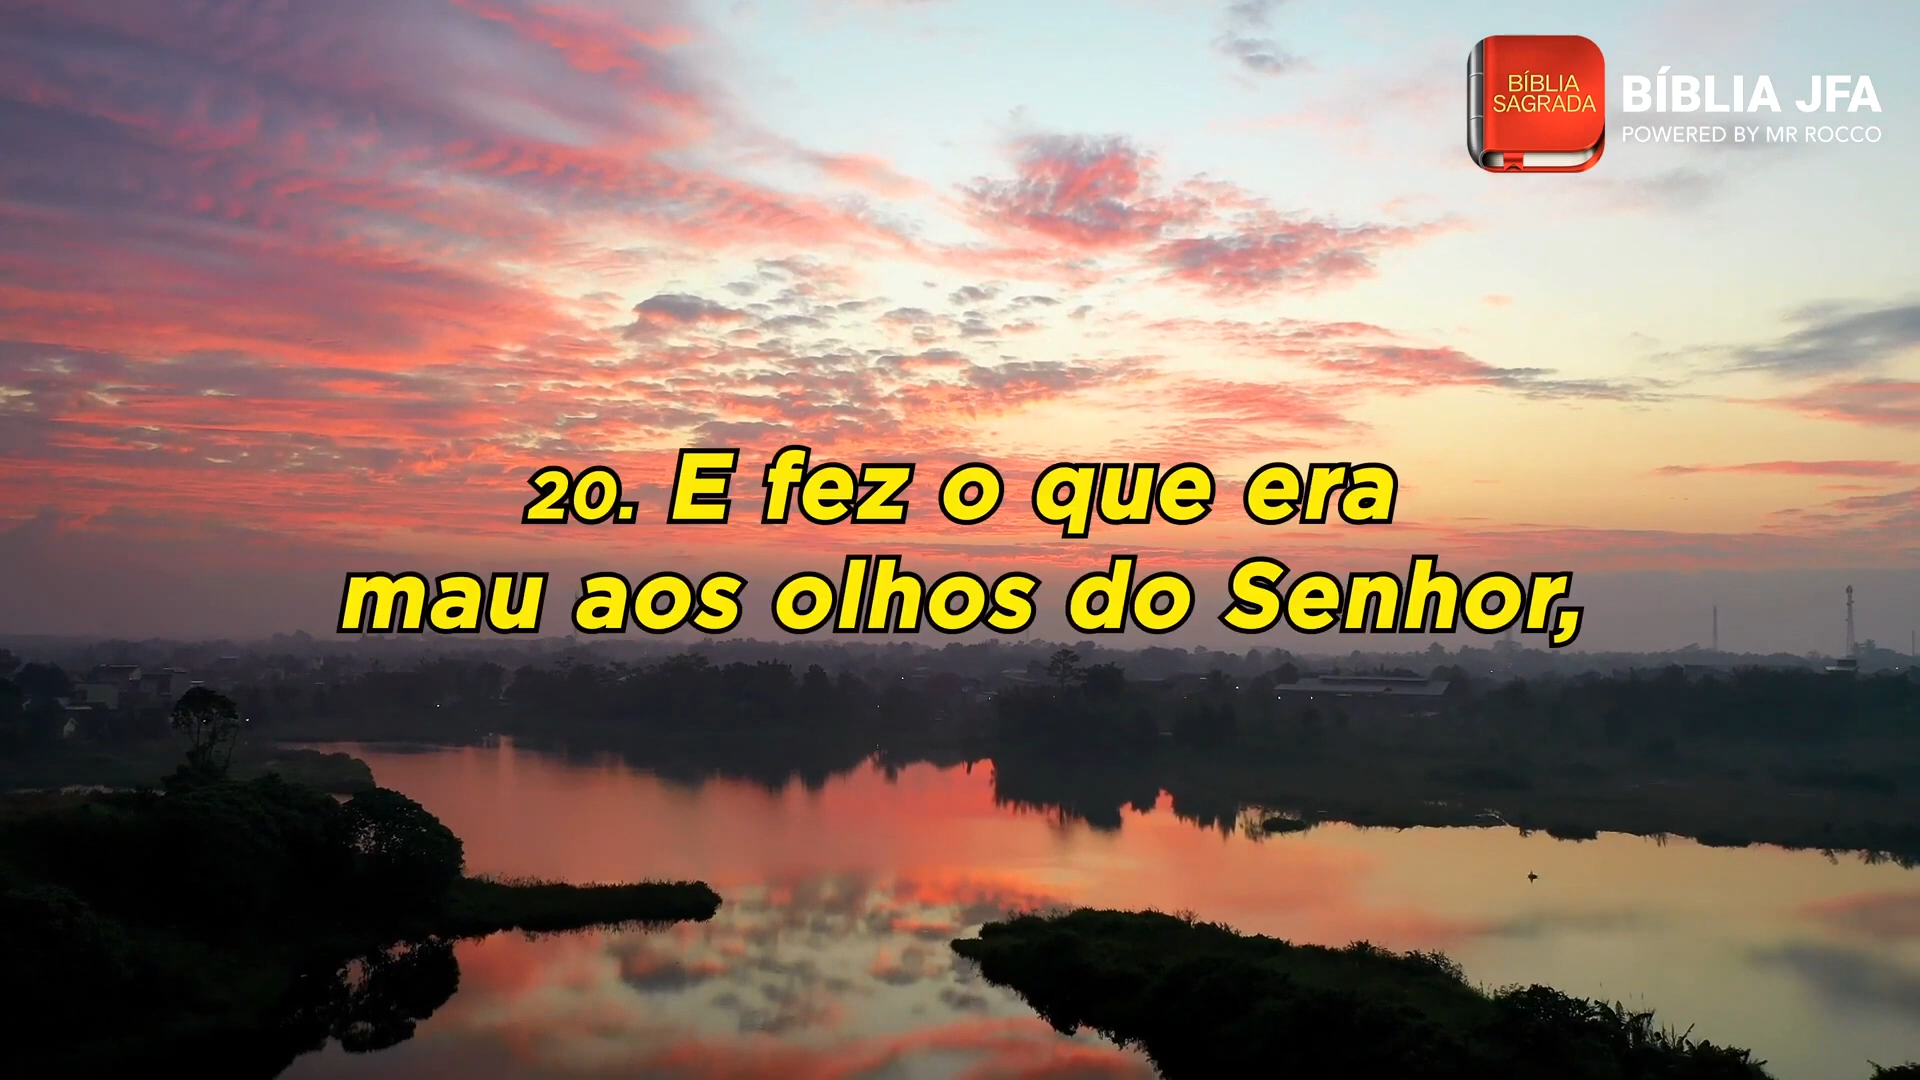 BÍBLIA
SAGRADA
BÍBLIA JFA
POWERED BY MR ROCCO
20. E fez o que era
mau aos olhos do Senhor,